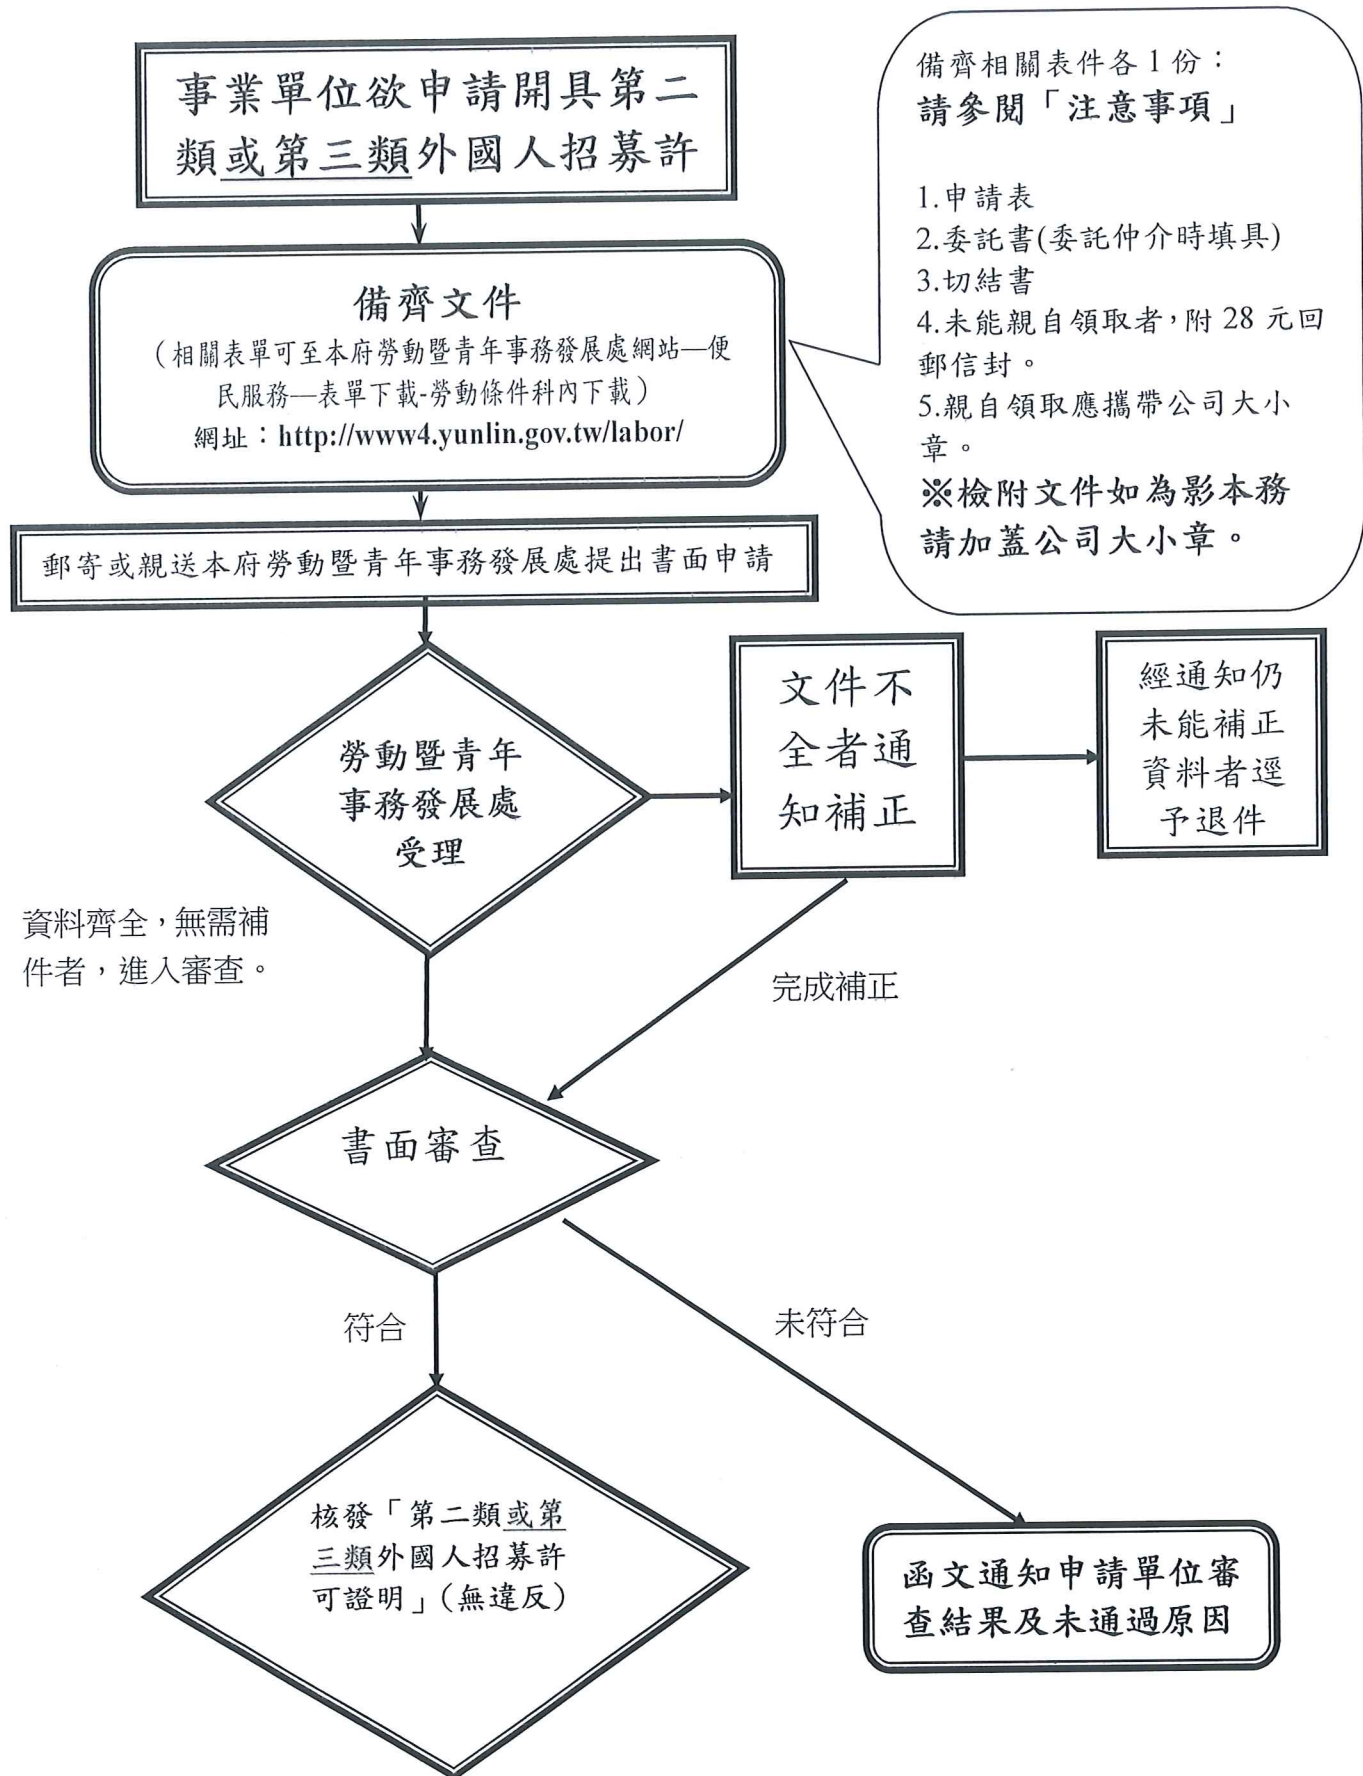 事業單位欲申請開具第二
類或第三類外國人招募許
備齊相關表件各 1 份：
請參閱「注意事項」
1.申請表
2.委託書(委託仲介時填具)
3.切結書
4.未能親自領取者，附 28 元回
郵信封。
5.親自領取應攜帶公司大小
章。
※檢附文件如為影本務
請加蓋公司大小章。
備齊文件
（相關表單可至本府勞動暨青年事務發展處網站—便
民服務—表單下載-勞動條件科內下載）
網址：http://www4.yunlin.gov.tw/labor/
郵寄或親送本府勞動暨青年事務發展處提出書面申請
勞動暨青年
事務發展處
受理
文件不
全者通
知補正
經通知仍
未能補正
資料者逕
予退件
資料齊全，無需補
件者，進入審查。
完成補正
書面審查
符合
未符合
核發「第二類或第
三類外國人招募許
可證明」(無違反)
函文通知申請單位審
查結果及未通過原因